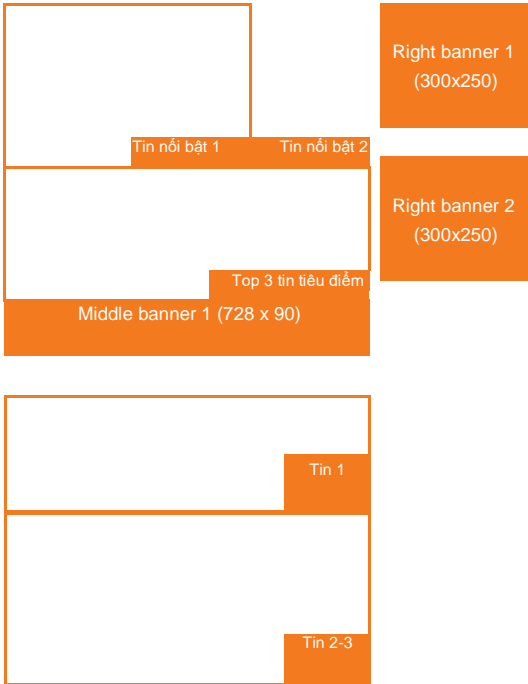 Right banner 1
(300x250)
Tin nổi bật 1
Tin nổi bật 2
Right banner 2
(300x250)
Top 3 tin tiêu điểm
Middle banner 1 (728 x 90)
Tin 1
Tin 2-3